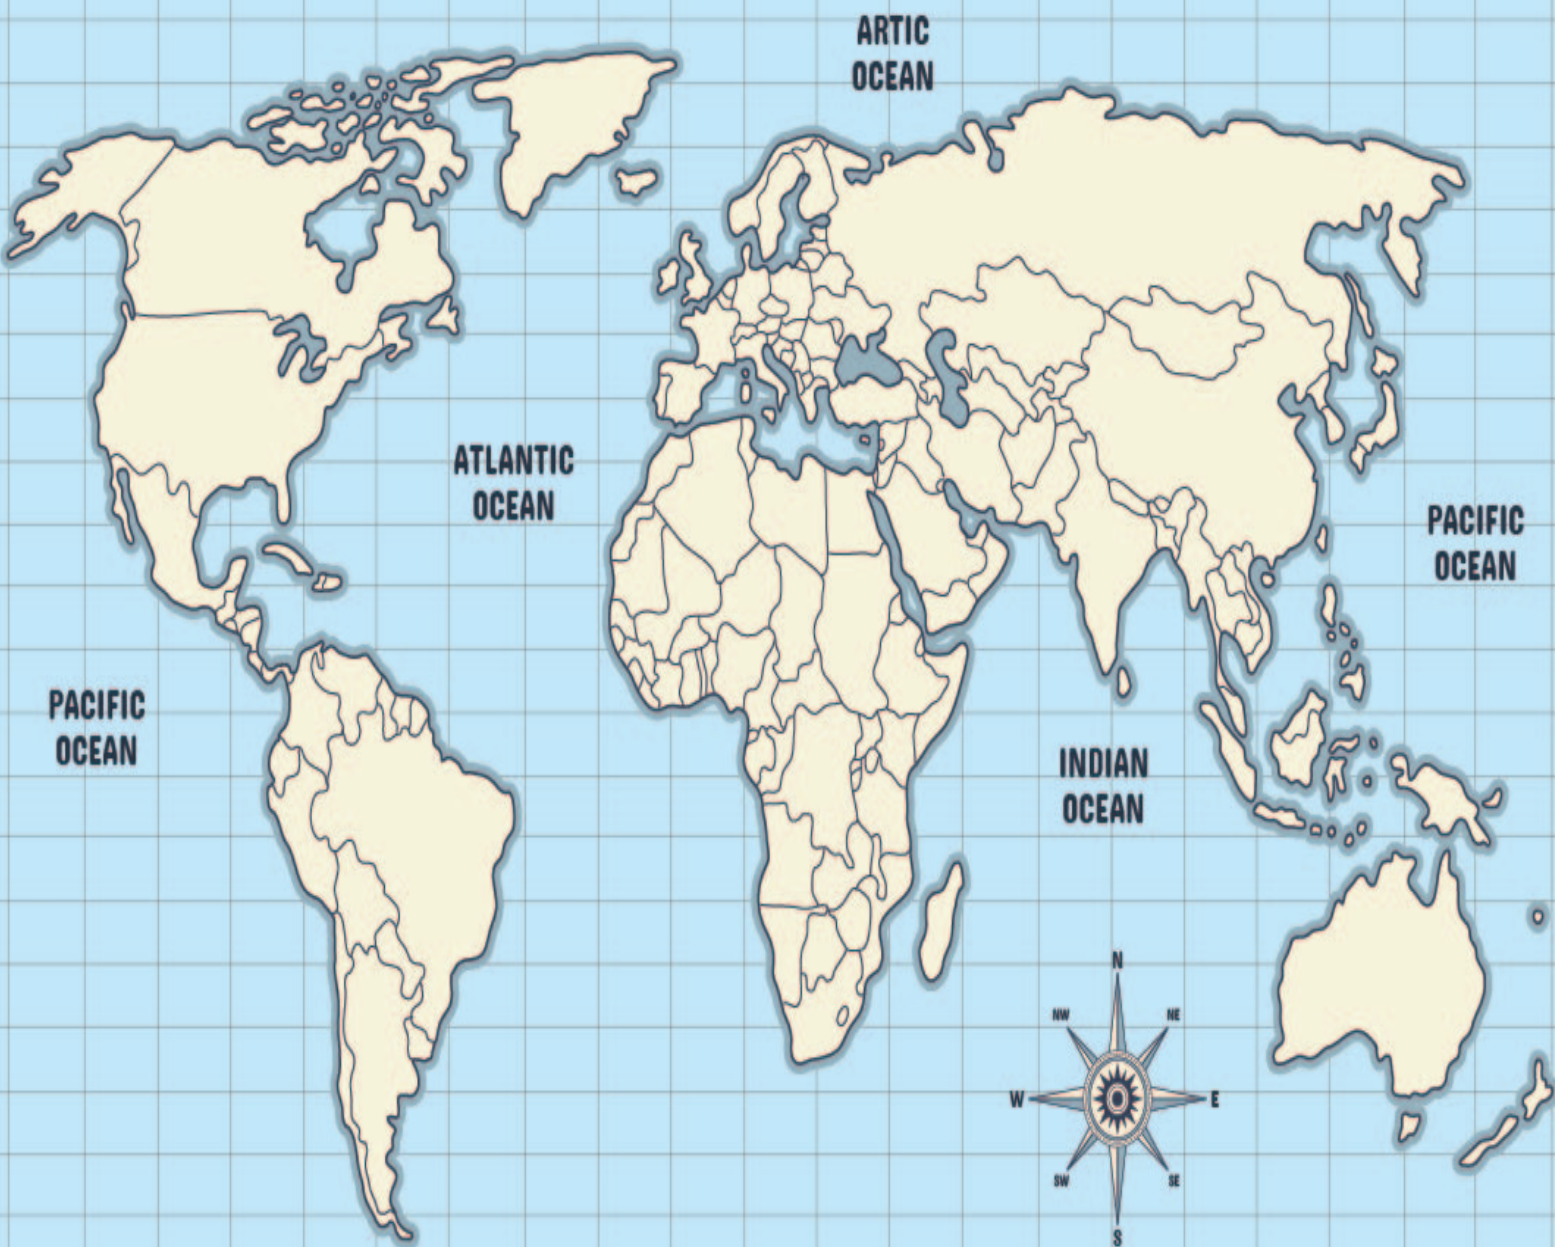 ARTIC
OCEAN
ATLANTIC
OCEAN
PACIFIC
OCEAN
PACIFIC
OCEAN
INDIAN
OCEAN
N
NW
NE
W
E
SW
SE
S